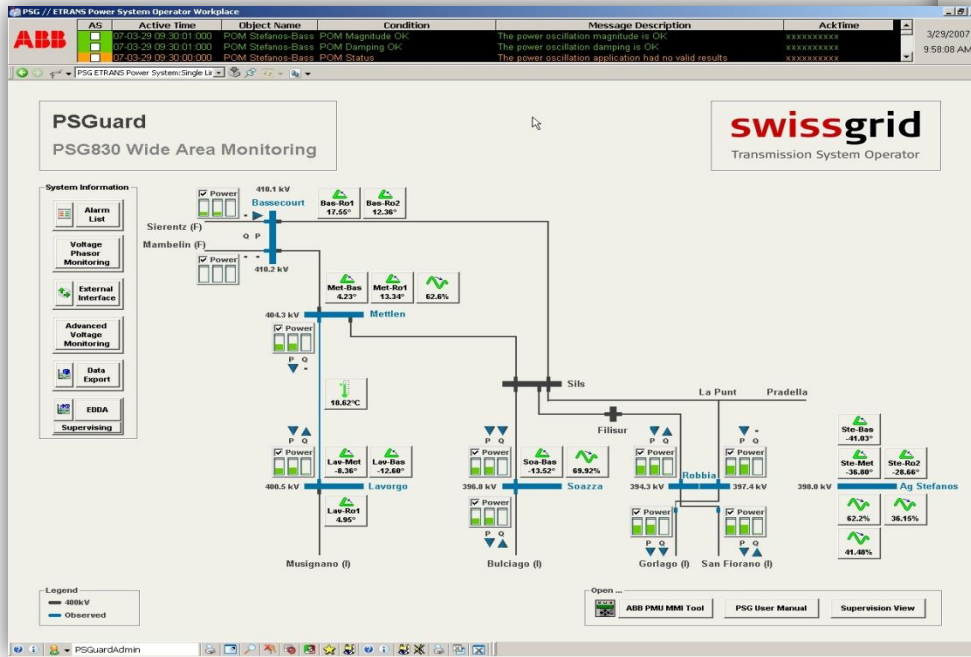 PSG // ETRANS Power System Operator Workplace
AS Active Time Object Name Condition Message Description AckTime
07-03-29 09:30:01:000 POM Stefanos-Bass POM Magnitude OK The power oscillation magnitude is OK xxxxxxxxxx
07-03-29 09:30:01:000 POM Stefanos-Bass POM Damping OK The power oscillation damping is OK xxxxxxxxxx
07-03-29 09:30:00:000 POM Stefanos-Bass POM Status The power oscillation application had no valid results xxxxxxxxxx
ABB
3/29/2007
9:58:08 AM
PSG ETRANS Power System:Single Lir
PSGuard
PSG830 Wide Area Monitoring
swissgrid
Transmission System Operator
System Information
Alarm
List
Voltage
Phasor
Monitoring
External
Interface
Advanced
Voltage
Monitoring
Data
Export
EDDA
Supervising
Power
410.1 kV
Bassecourt
Bas-Ro1
17.55°
Bas-Ro2
12.36°
Sierentz (F)
Q P
Mambelin (F)
Power
410.2 kV
Met-Bas
4.23°
Met-Ro1
13.34°
62.6%
404.3 kV
Mettlen
Power
P Q
18.62°C
Sils
La Punt
Pradella
Filisur
P Q
Power
Lav-Met
-8.36°
Lav-Bas
-12.60°
400.5 kV
Lavorgo
Lav-Ro1
4.95°
Musignano (I)
P Q
Power
Soa-Bas
-13.52°
69.92%
396.8 kV
Soazza
Power
P Q
Bulciago (I)
P Q
Power
P Q
Power
Robbia
394.3 kV
397.4 kV
Power
P Q
Power
P Q
Gorlago (I)
San Fiorano (I)
Ste-Bas
-41.03°
Ste-Met
-36.80°
Ste-Ro2
-28.66°
398.0 kV
Ag Stefanos
62.2%
36.15%
41.48%
Legend
400kV
Observed
Open ...
ABB PMU MMI Tool
PSG User Manual
Supervision View
PSGuardAdmin